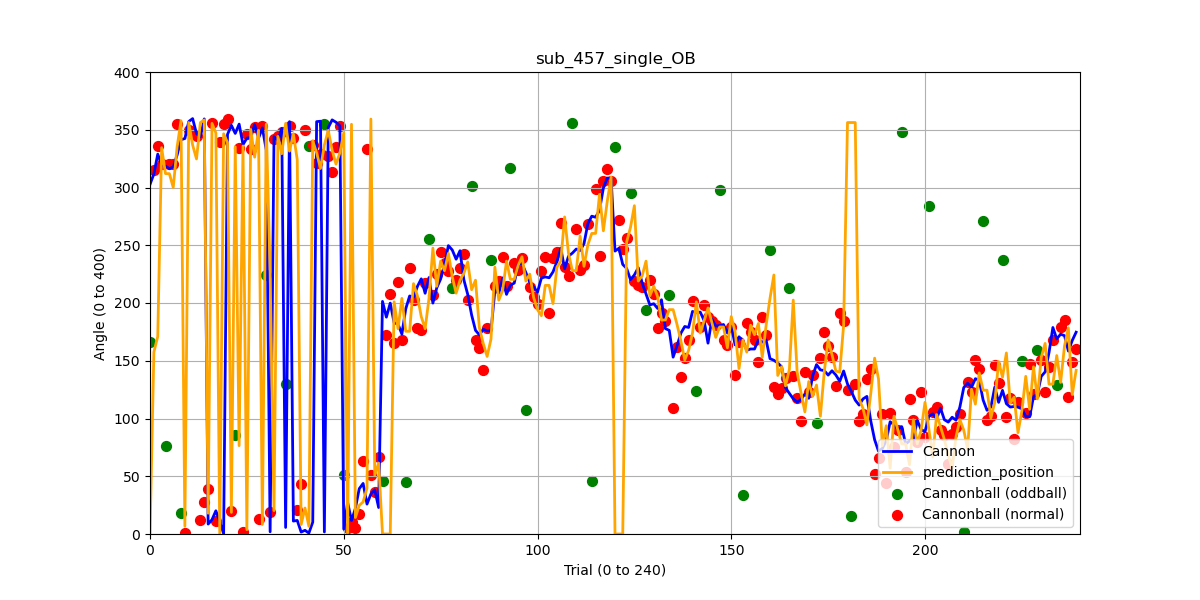 sub_457_single_OB
Angle (0 to 400)
400
350
300
250
200
150
100
50
0
0
50
100
150
200
Trial (0 to 240)
Cannon
prediction_position
Cannonball (oddball)
Cannonball (normal)